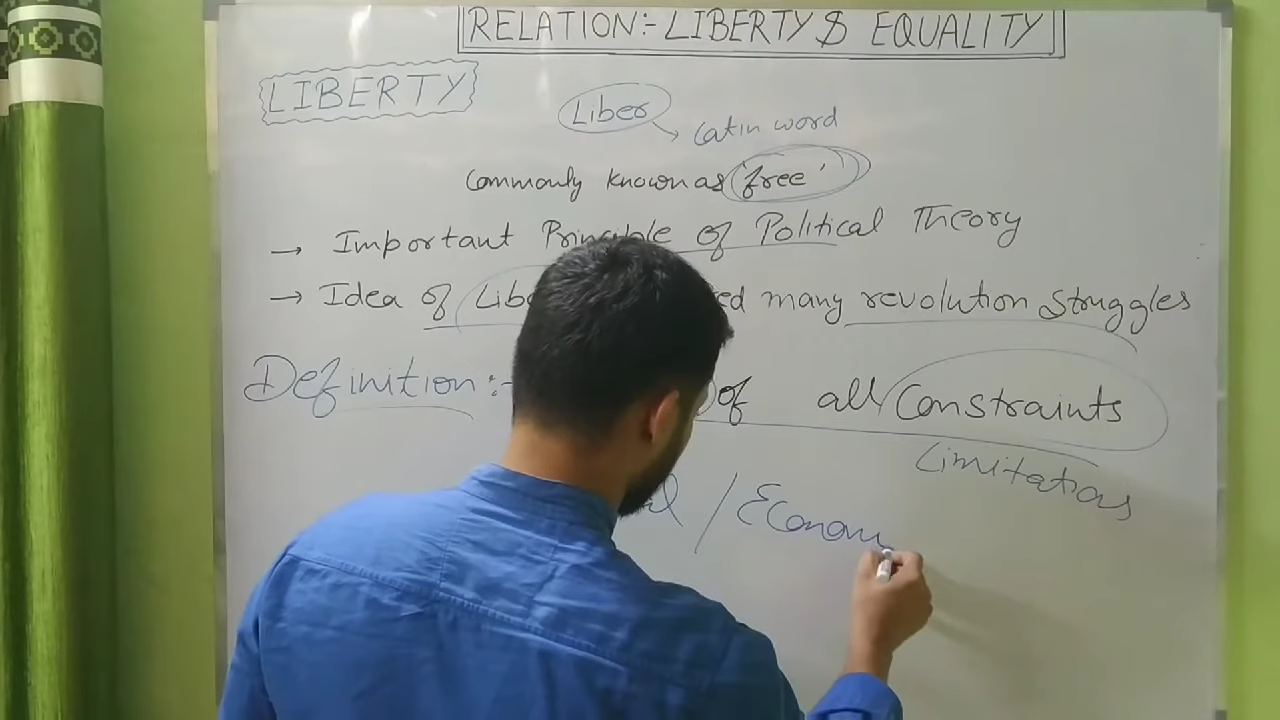 RELATION:- LIBERTY & EQUALITY
LIBERTY
Liber
Latin word
Commonly known as 'free'
→ Important Principle of Political Theory
→ Idea of many revolution struggles
Definition:- of all Constraints
Limitations
/ Econom